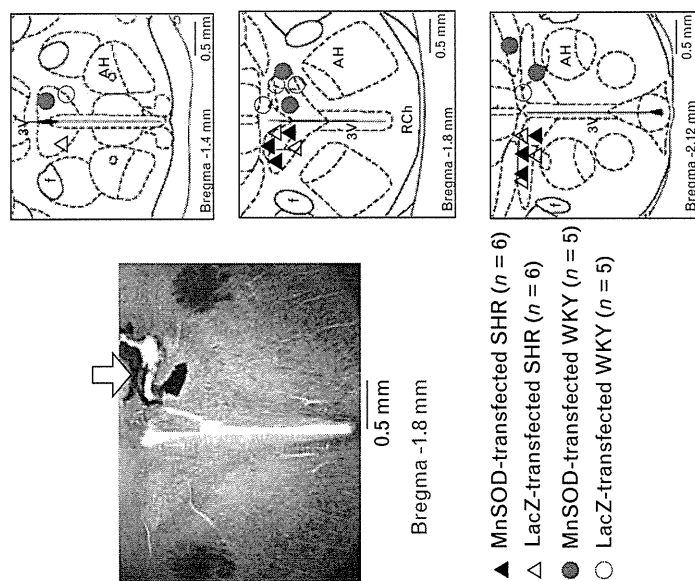 3V
f
AH
Bregma -1.4 mm
0.5 mm
f
3V
AH
RCh
Bregma -1.8 mm
0.5 mm
f
3V
AH
Bregma -2.12 mm
0.5 mm
0.5 mm
Bregma -1.8 mm
MnSOD-transfected SHR (n = 6)
LacZ-transfected SHR (n = 6)
MnSOD-transfected WKY (n = 5)
LacZ-transfected WKY (n = 5)